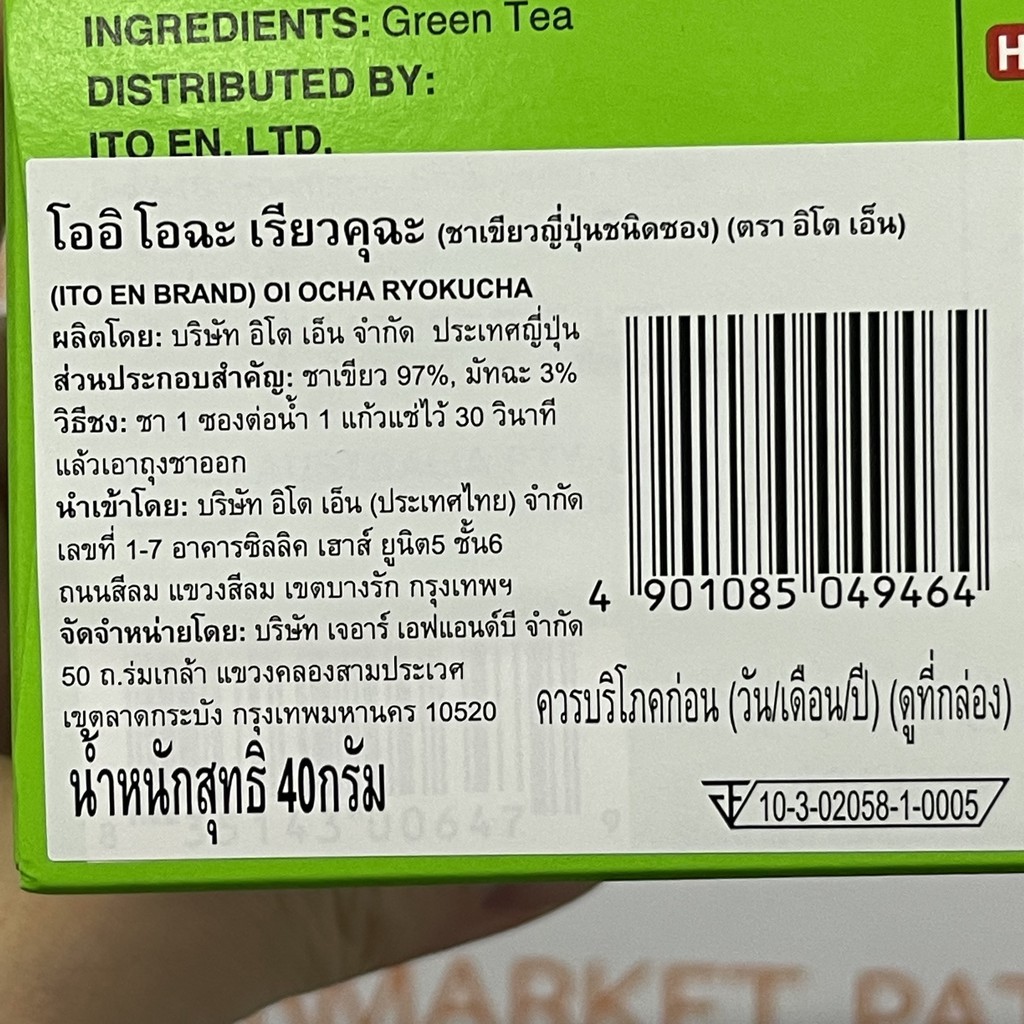 INGREDIENTS: Green Tea
DISTRIBUTED BY:
ITO EN, LTD.
H
โออิ โอฉะ เรียวคุฉะ (ชาเขียวญี่ปุ่นชนิดซอง) (ตรา อิโต เอ็น)
(ITO EN BRAND) OI OCHA RYOKUCHA
ผลิตโดย: บริษัท อิโต เอ็น จำกัด ประเทศญี่ปุ่น
ส่วนประกอบสำคัญ: ชาเขียว 97%, มัทฉะ 3%
วิธีชง: ชา 1 ซองต่อน้ำ 1 แก้วแช่ไว้ 30 วินาที
แล้วเอาถุงชาออก
นำเข้าโดย: บริษัท อิโต เอ็น (ประเทศไทย) จำกัด
เลขที่ 1-7 อาคารซิลลิค เฮาส์ ยูนิต5 ชั้น6
ถนนสีลม แขวงสีลม เขตบางรัก กรุงเทพฯ
จัดจำหน่ายโดย: บริษัท เจอาร์ เอฟแอนด์บี จำกัด
50 ถ.ร่มเกล้า แขวงคลองสามประเวศ
เขตลาดกระบัง กรุงเทพมหานคร 10520
น้ำหนักสุทธิ 40กรัม
4 901085 049464
ควรบริโภคก่อน (วัน/เดือน/ปี) (ดูที่กล่อง)
10-3-02058-1-0005
MARKET PAT